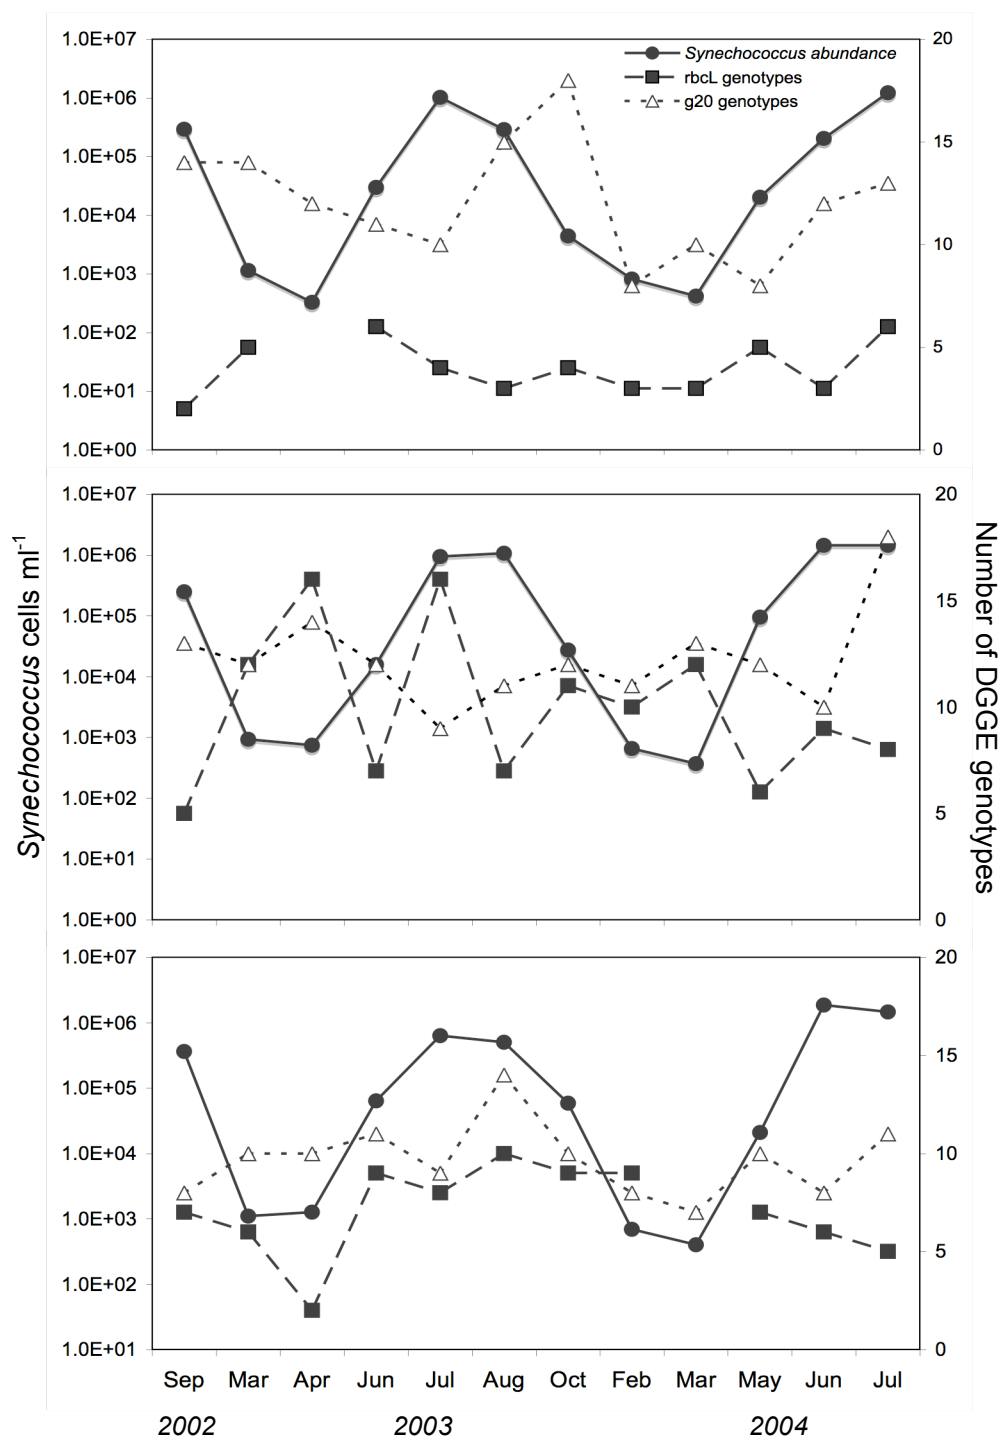 1.0E+07
1.0E+06
1.0E+05
1.0E+04
1.0E+03
1.0E+02
1.0E+01
1.0E+00
20
15
10
5
0
Synechococcus abundance
rbcL genotypes
g20 genotypes
1.0E+07
1.0E+06
1.0E+05
1.0E+04
1.0E+03
1.0E+02
1.0E+01
1.0E+00
20
15
10
5
0
Synechococcus cells ml-1
Number of DGGE genotypes
1.0E+07
1.0E+06
1.0E+05
1.0E+04
1.0E+03
1.0E+02
1.0E+01
20
15
10
5
0
Sep Mar Apr Jun Jul Aug Oct Feb Mar May Jun Jul
2002 2003 2004